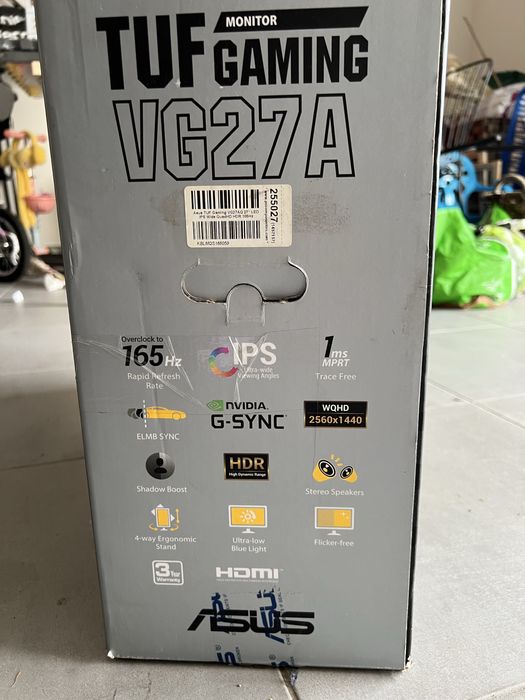 MONITOR
TUF GAMING
VG27A
Asus TUF Gaming VG27AQ 27" LED
IPS Wide QuadHD HDR 165Hz
255027
Overclock to
165Hz
Rapid Refresh
Rate
IPS
Ultra-wide
Viewing Angles
1ms
MPRT
Trace Free
ELMB SYNC
NVIDIA
G-SYNC
WQHD
2560x1440
Shadow Boost
HDR
High Dynamic Range
Stereo Speakers
4-way Ergonomic
Stand
Ultra-low
Blue Light
Flicker-free
3 Year
Warranty
HDMI
ASUS